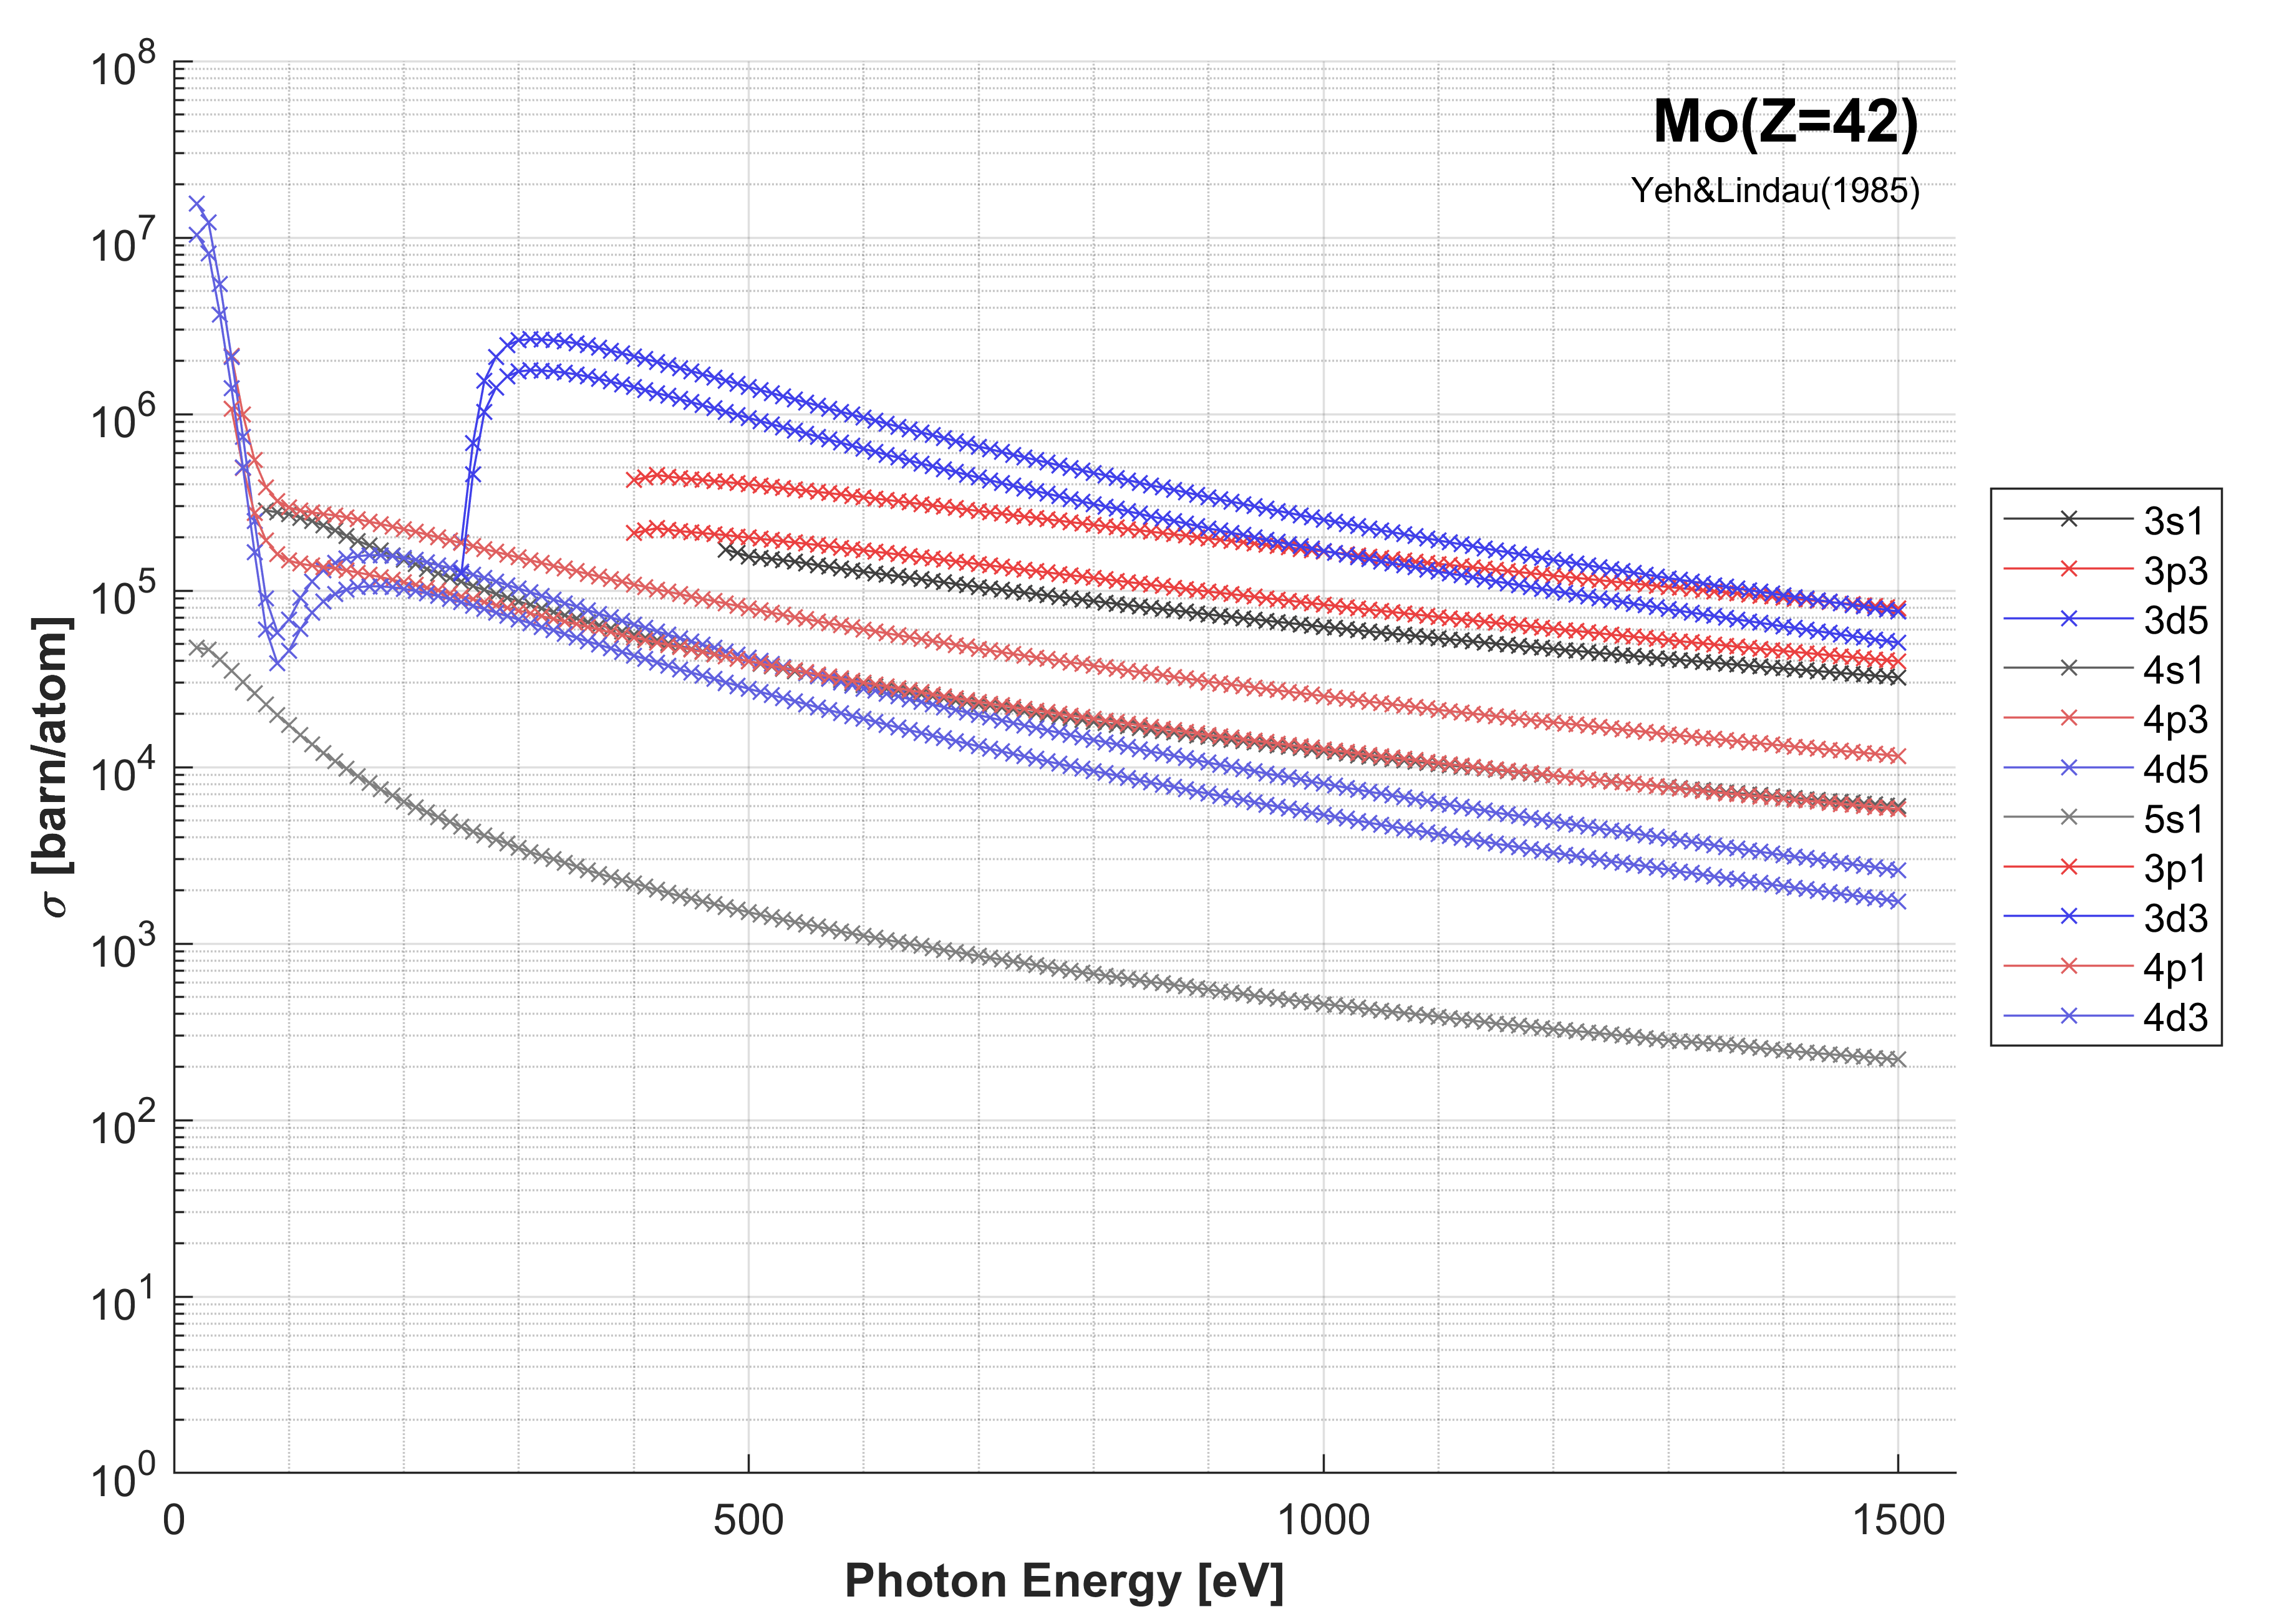 10^8
10^7
10^6
10^5
10^4
10^3
10^2
10^1
10^0
σ [barn/atom]
Mo(Z=42)
Yeh&Lindau(1985)
3s1
3p3
3d5
4s1
4p3
4d5
5s1
3p1
3d3
4p1
4d3
0 500 1000 1500
Photon Energy [eV]